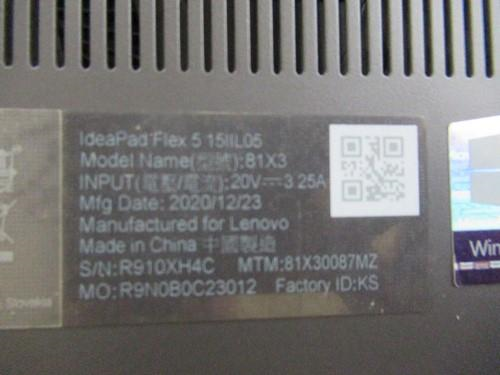 IdeaPad Flex 5 15IIL05
Model Name(型號):81X3
INPUT(電壓/電流):20V⎓3.25A
Mfg Date: 2020/12/23
Manufactured for Lenovo
Made in China 中國製造
S/N:R910XH4C MTM:81X30087MZ
MO: R9N0B0C23012 Factory ID:KS
Slovakia
Win